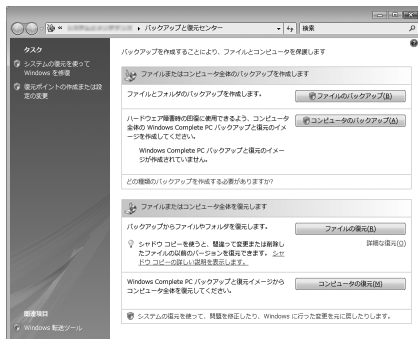 « ▸ バックアップと復元センター
検索
タスク
システムの復元を使って
Windows を修復
復元ポイントの作成または設
定の変更
バックアップを作成することにより、ファイルとコンピュータを保護します
ファイルまたはコンピュータ全体のバックアップを作成します
ファイルとフォルダのバックアップを作成します。
ファイルのバックアップ(B)
ハードウェア障害時の回復に使用できるよう、コンピュータ
全体の Windows Complete PC バックアップと復元のイメ
ージを作成してください。
コンピュータのバックアップ(A)
Windows Complete PC バックアップと復元のイメー
ジが作成されていません。
どの種類のバックアップを作成する必要がありますか?
ファイルまたはコンピュータ全体を復元します
バックアップからファイルやフォルダを復元します。
ファイルの復元(R)
詳細な復元(O)
シャドウ コピーを使うと、間違って変更または削除し
たファイルの以前のバージョンを復元できます。 シャ
ドウ コピーの詳しい説明を表示します。
Windows Complete PC バックアップと復元イメージから
コンピュータ全体を復元してください。
コンピュータの復元(M)
システムの復元を使って、問題を修正したり、Windows に行った変更を元に戻したりします。
関連項目
Windows 転送ツール